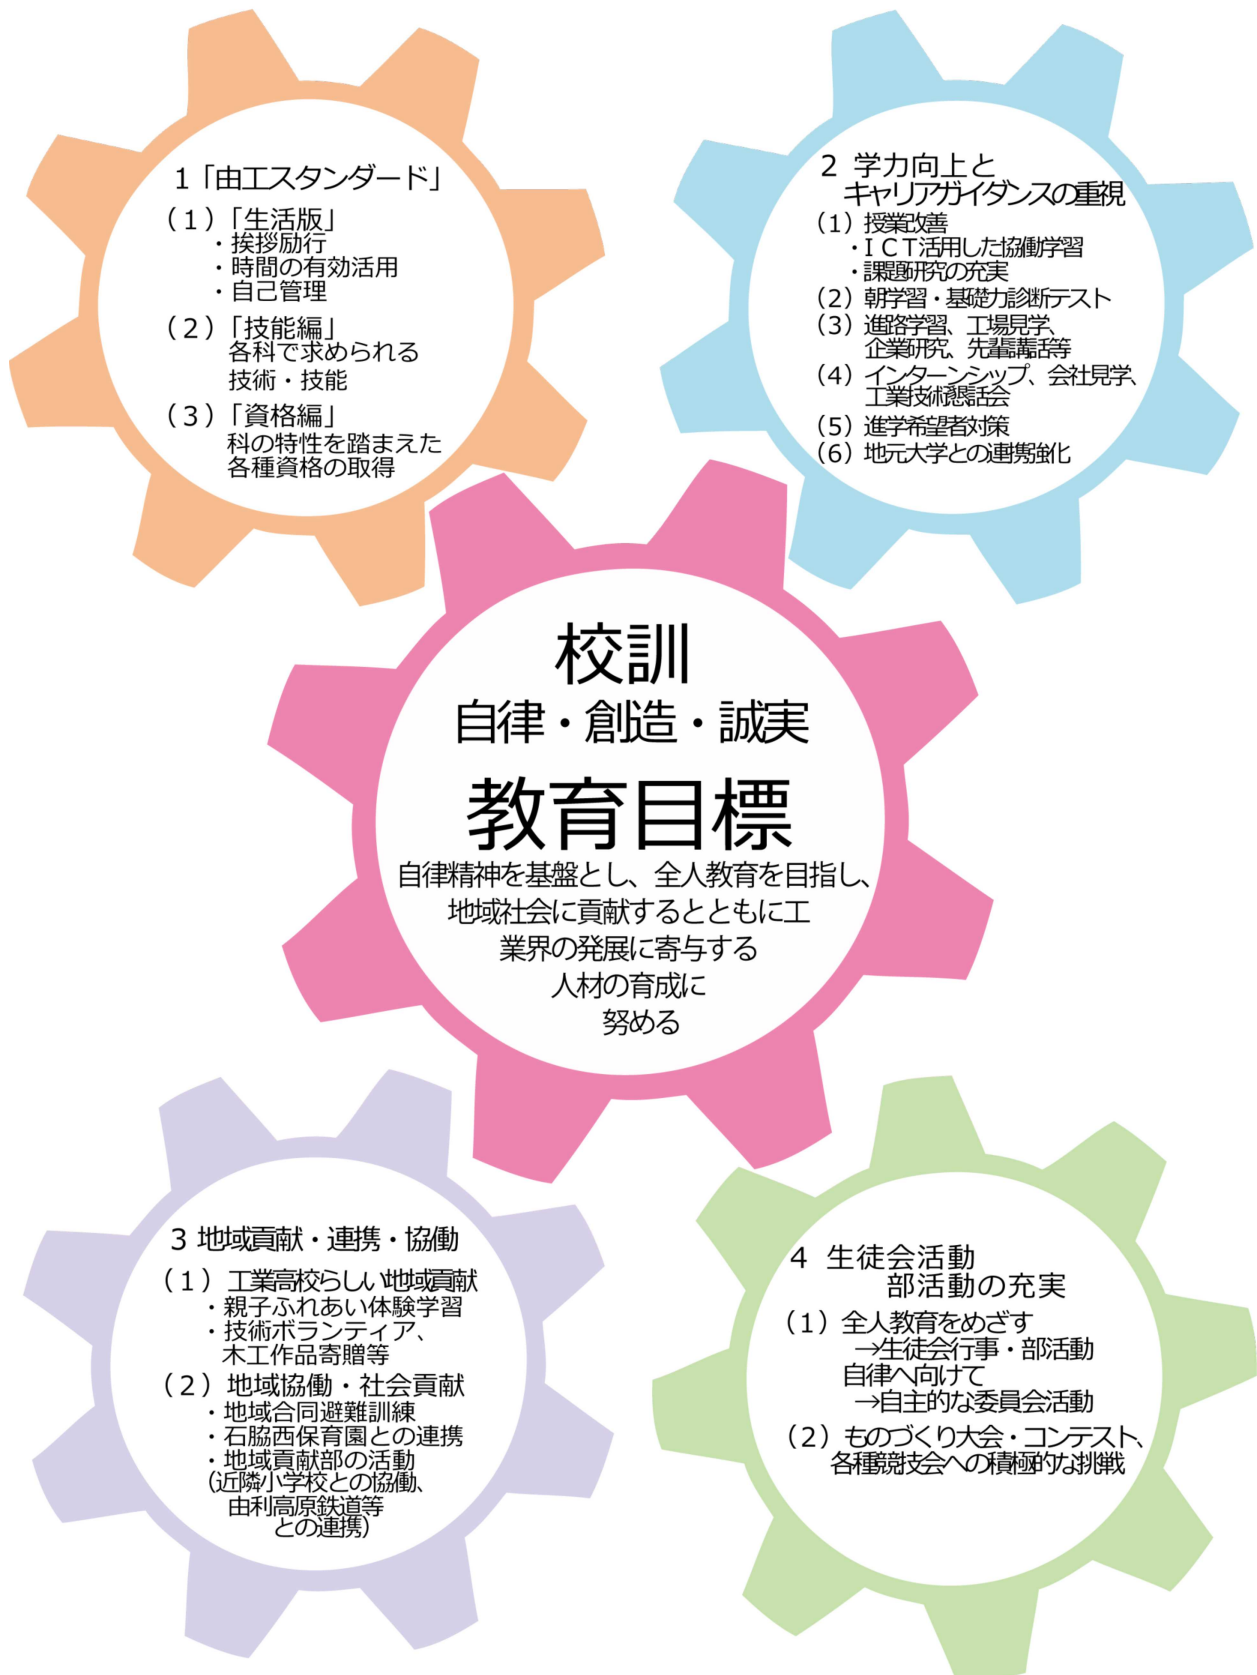 1「由工スタンダード」
（１）「生活版」
・挨拶励行
・時間の有効活用
・自己管理
（２）「技能編」
各科で求められる
技術・技能
（３）「資格編」
科の特性を踏まえた
各種資格の取得
2 学力向上と
キャリアガイダンスの重視
（1）授業改善
・ＩＣＴ活用した協働学習
・課題研究の充実
（2）朝学習・基礎力診断テスト
（3）進路学習、工場見学、
企業研究、先輩講話等
（4）インターンシップ、会社見学、
工業技術懇話会
（5）進学希望者対策
（6）地元大学との連携強化
校訓
自律・創造・誠実
教育目標
自律精神を基盤とし、全人教育を目指し、
地域社会に貢献するとともに工
業界の発展に寄与する
人材の育成に
努める
3 地域貢献・連携・協働
（１）工業高校らしい地域貢献
・親子ふれあい体験学習
・技術ボランティア、
木工作品寄贈等
（２）地域協働・社会貢献
・地域合同避難訓練
・石脇西保育園との連携
・地域貢献部の活動
（近隣小学校との協働、
由利高原鉄道等
との連携）
4 生徒会活動
部活動の充実
（１）全人教育をめざす
→生徒会行事・部活動
自律へ向けて
→自主的な委員会活動
（２）ものづくり大会・コンテスト、
各種競技会への積極的な挑戦